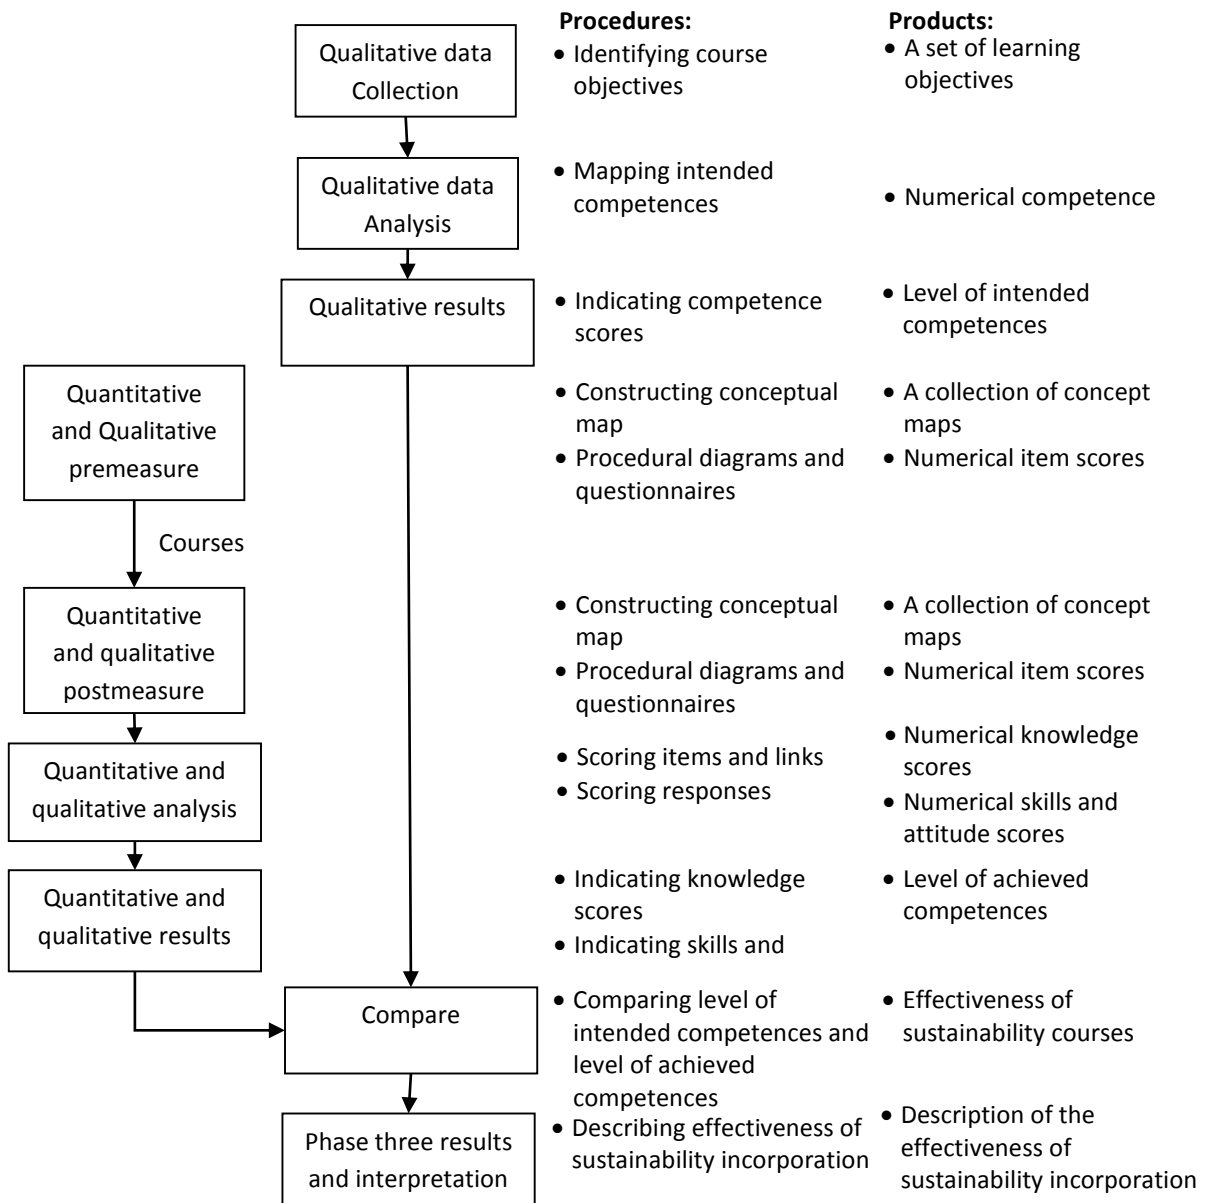 Procedures:
Products:
Qualitative data
Collection
• Identifying course
objectives
• A set of learning
objectives
Qualitative data
Analysis
• Mapping intended
competences
• Numerical competence
Qualitative results
• Indicating competence
scores
• Level of intended
competences
Quantitative
and Qualitative
premeasure
• Constructing conceptual
map
• Procedural diagrams and
questionnaires
• A collection of concept
maps
• Numerical item scores
Courses
Quantitative
and qualitative
postmeasure
• Constructing conceptual
map
• Procedural diagrams and
questionnaires
• A collection of concept
maps
• Numerical item scores
Quantitative and
qualitative analysis
• Scoring items and links
• Scoring responses
• Numerical knowledge
scores
• Numerical skills and
attitude scores
Quantitative and
qualitative results
• Indicating knowledge
scores
• Indicating skills and
• Level of achieved
competences
Compare
• Comparing level of
intended competences and
level of achieved
competences
• Effectiveness of
sustainability courses
Phase three results
and interpretation
• Describing effectiveness of
sustainability incorporation
• Description of the
effectiveness of
sustainability incorporation